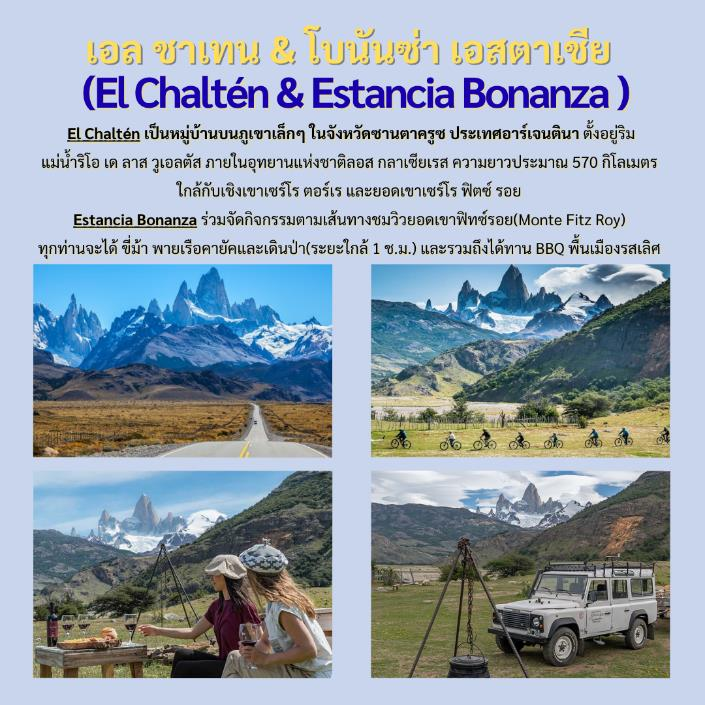 เอล ชาเทน & โบนันซ่า เอสตาเซีย
(El Chaltén & Estancia Bonanza )
El Chaltén เป็นหมู่บ้านบนภูเขาเล็กๆ ในจังหวัดซานตาครูซ ประเทศอาร์เจนตินา ตั้งอยู่ริม
แม่น้ำริโอ เด ลาส วูเอลตัส ภายในอุทยานแห่งชาติลอส กลาเซียเรส ความยาวประมาณ 570 กิโลเมตร
ใกล้กับเชิงเขาเซร์โร ตอร์เร และยอดเขาเซร์โร ฟิตซ์ รอย
Estancia Bonanza ร่วมจัดกิจกรรมตามเส้นทางชมวิวยอดเขาฟิทซ์รอย(Monte Fitz Roy)
ทุกท่านจะได้ ขี่ม้า พายเรือคายัคและเดินป่า(ระยะใกล้ 1 ช.ม.) และรวมถึงได้ทาน BBQ พื้นเมืองรสเลิศ